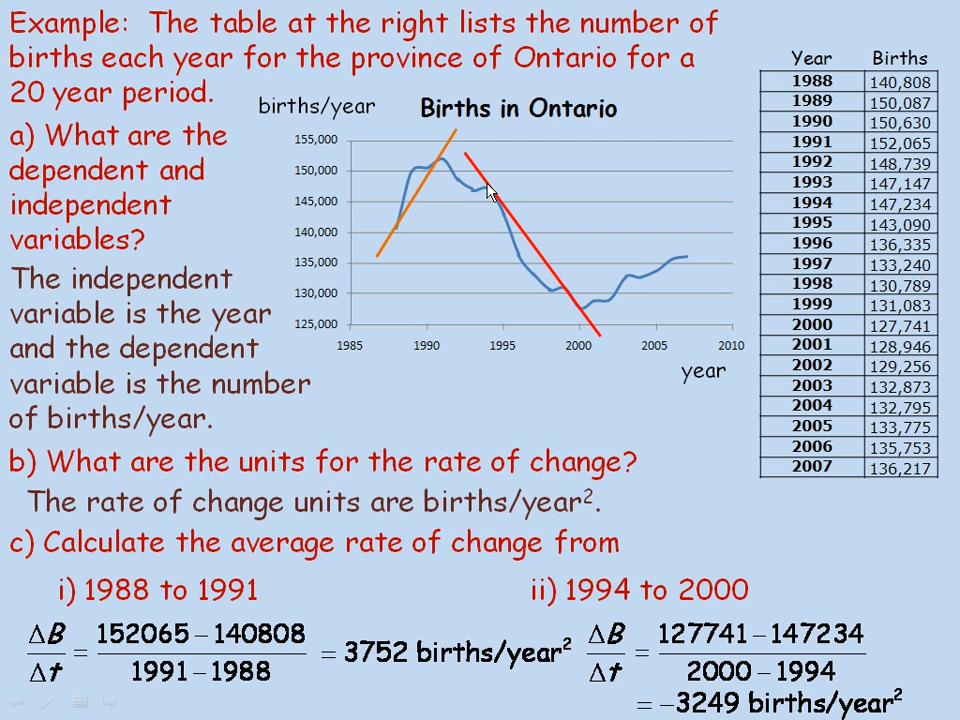 Example: The table at the right lists the number of
births each year for the province of Ontario for a
20 year period.
a) What are the
dependent and
independent
variables?
The independent
variable is the year
and the dependent
variable is the number
of births/year.
births/year
Births in Ontario
155,000
150,000
145,000
140,000
135,000
130,000
125,000
1985 1990 1995 2000 2005 2010
year
Year Births
1988 140,808
1989 150,087
1990 150,630
1991 152,065
1992 148,739
1993 147,147
1994 147,234
1995 143,090
1996 136,335
1997 133,240
1998 130,789
1999 131,083
2000 127,741
2001 128,946
2002 129,256
2003 132,873
2004 132,795
2005 133,775
2006 135,753
2007 136,217
b) What are the units for the rate of change?
The rate of change units are births/year².
c) Calculate the average rate of change from
i) 1988 to 1991
ΔB/Δt = (152065 – 140808)/(1991 – 1988) = 3752 births/year²
ii) 1994 to 2000
ΔB/Δt = (127741 – 147234)/(2000 – 1994)
= –3249 births/year²